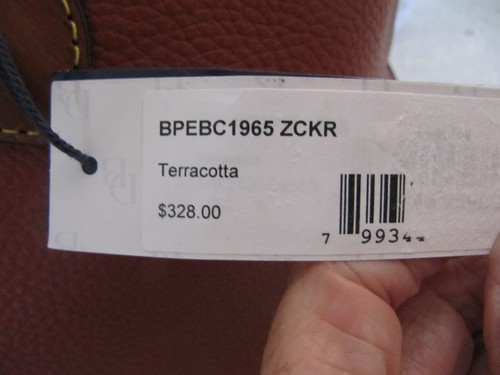 BPEBC1965 ZCKR
Terracotta
$328.00
7 9934